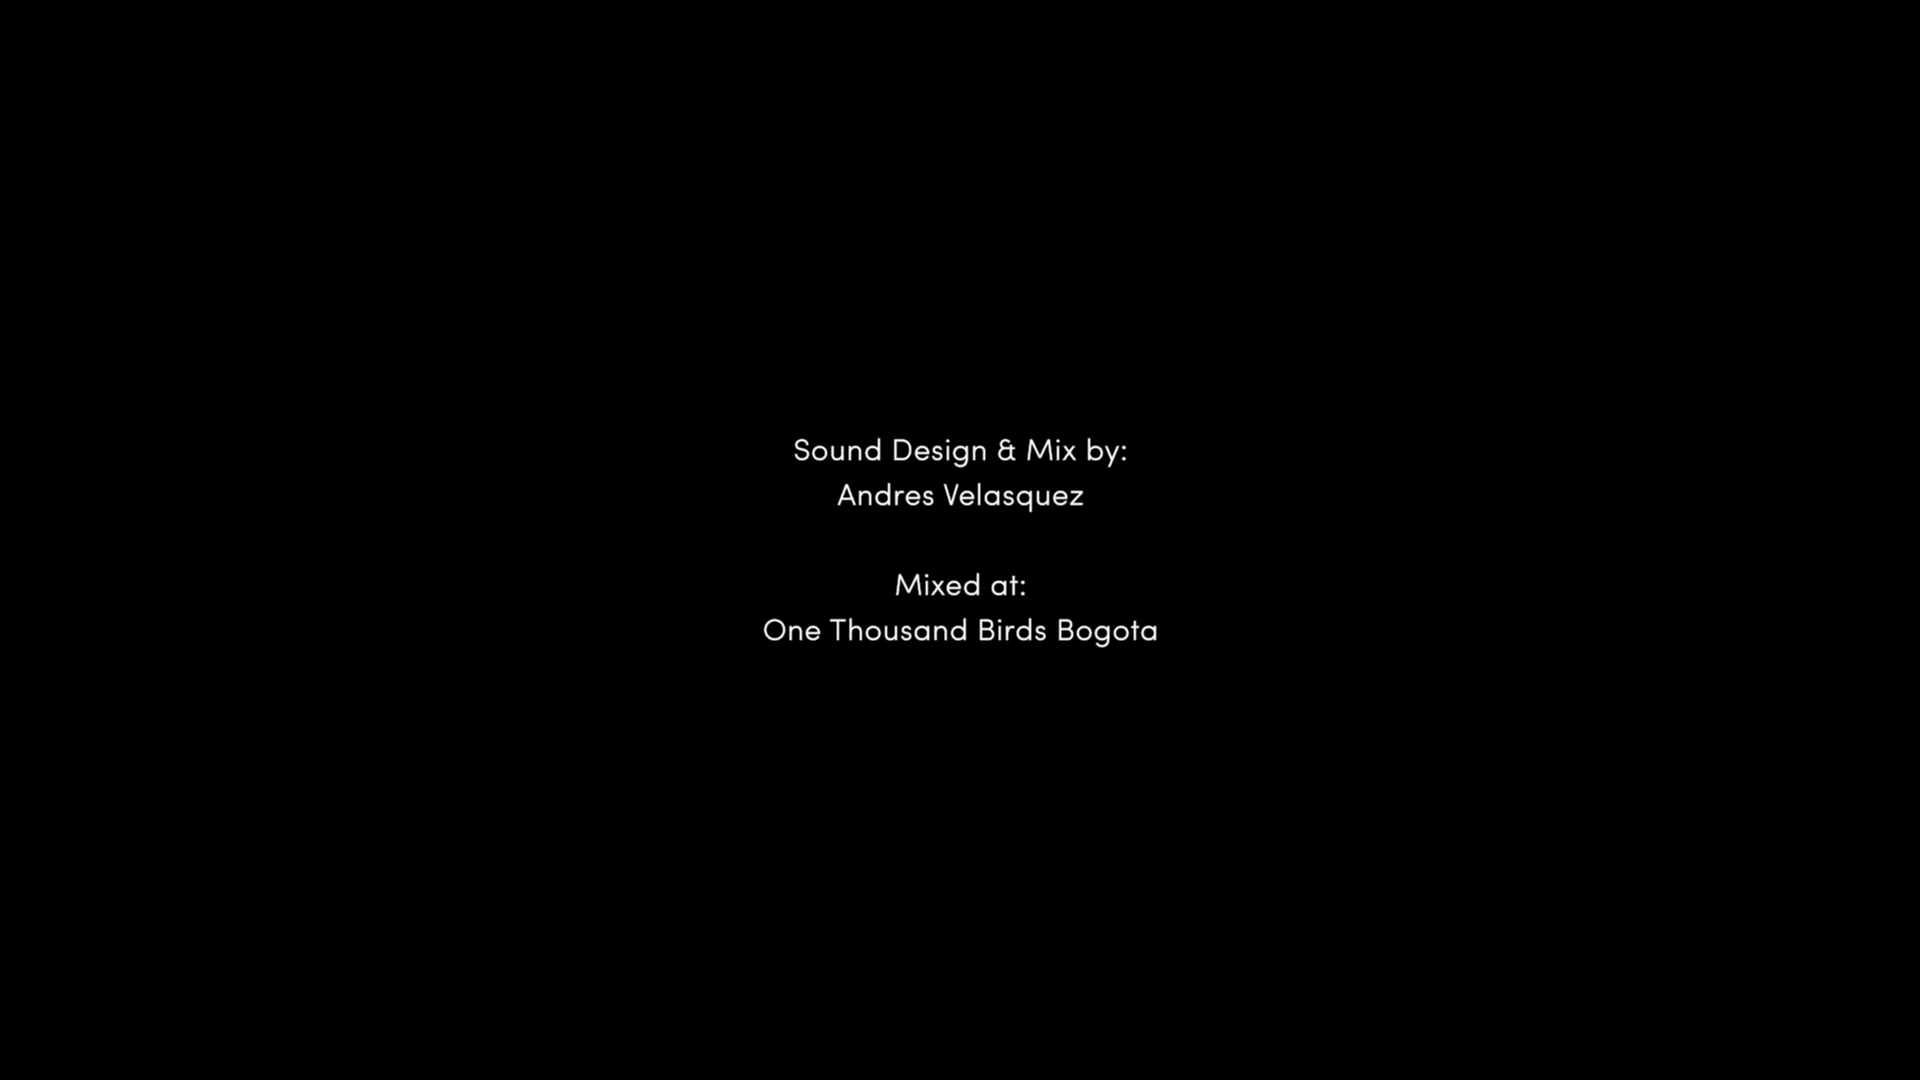 Sound Design & Mix by:
Andres Velasquez
Mixed at:
One Thousand Birds Bogota